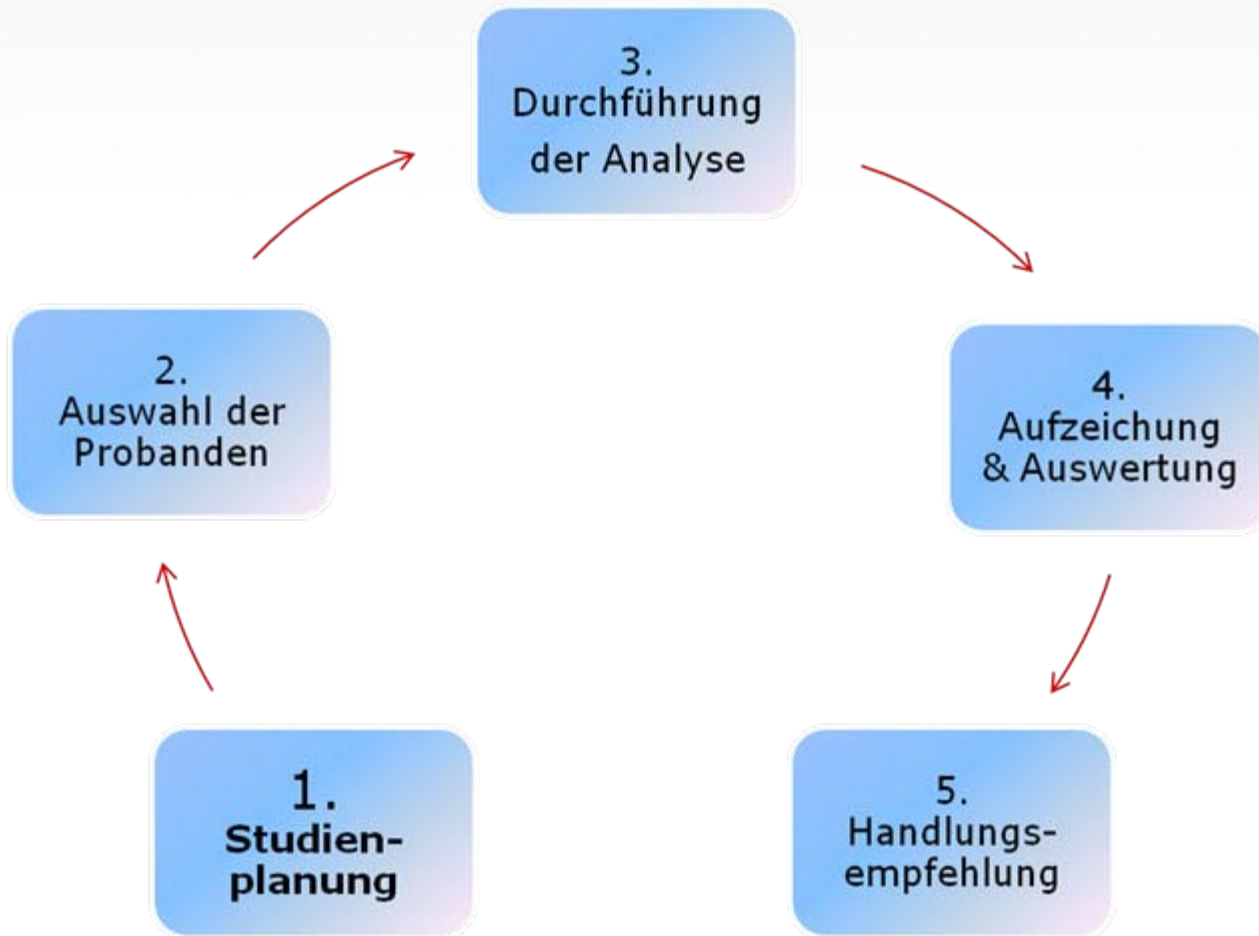 1.
Studien-
planung
2.
Auswahl der
Probanden
3.
Durchführung
der Analyse
4.
Aufzeichung
& Auswertung
5.
Handlungs-
empfehlung